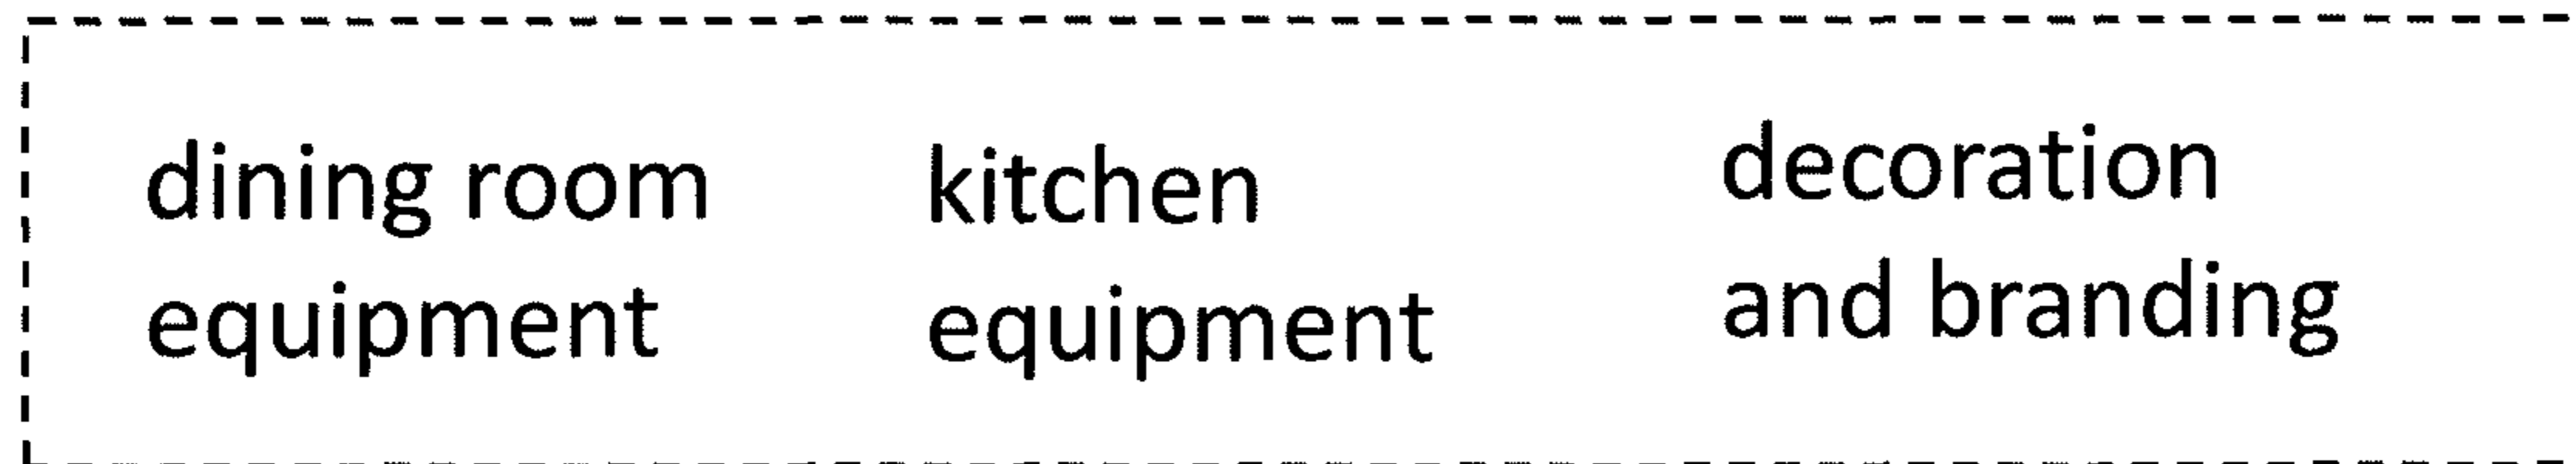 dining room
equipment
kitchen
equipment
decoration
and branding